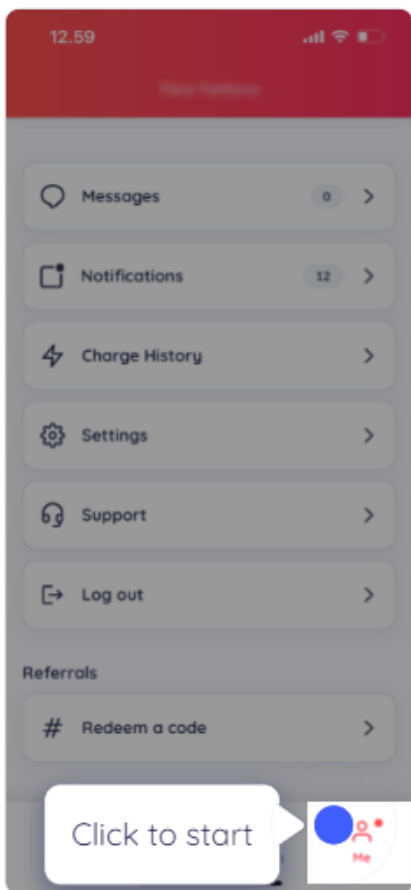 12.59
Messages 0
Notifications 12
Charge History
Settings
Support
Log out
Referrals
# Redeem a code
Click to start
Me